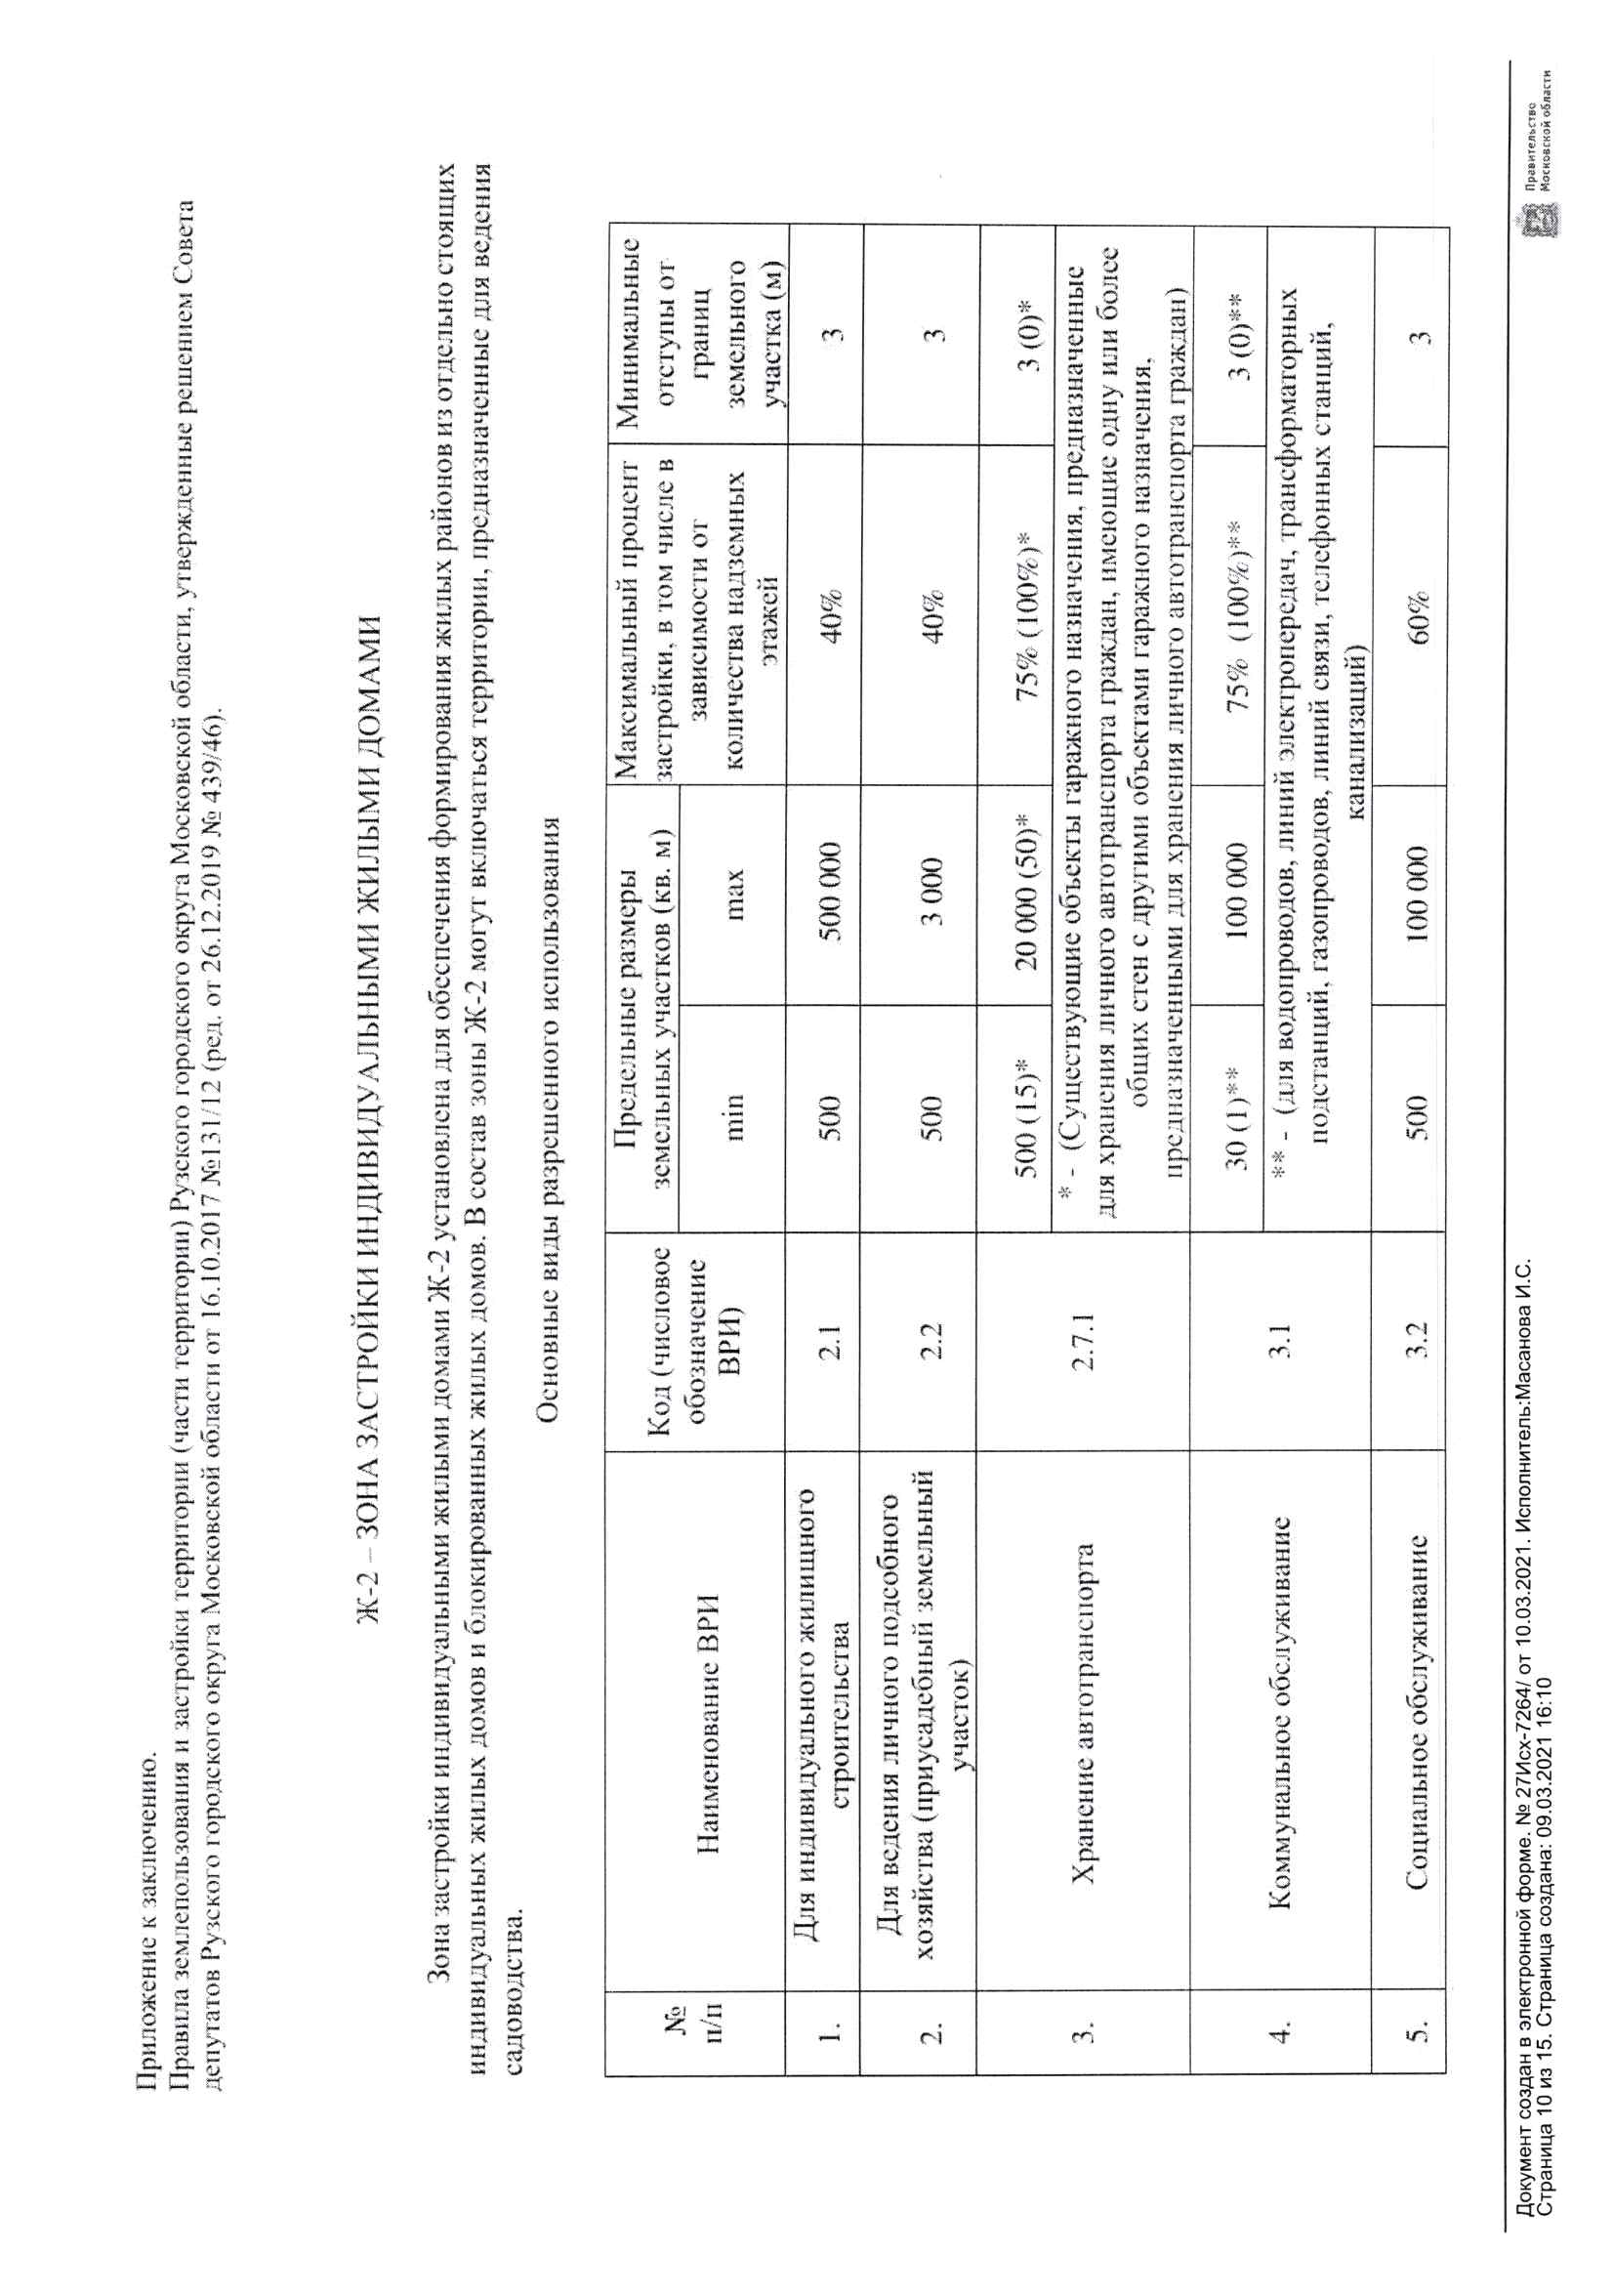 Приложение к заключению.
Правила землепользования и застройки территории (части территории) Рузского городского округа Московской области, утвержденные решением Совета
депутатов Рузского городского округа Московской области от 16.10.2017 №131/12 (ред. от 26.12.2019 № 439/46).
Ж-2 – ЗОНА ЗАСТРОЙКИ ИНДИВИДУАЛЬНЫМИ ЖИЛЫМИ ДОМАМИ
Зона застройки индивидуальными жилыми домами Ж-2 установлена для обеспечения формирования жилых районов из отдельно стоящих
индивидуальных жилых домов и блокированных жилых домов. В состав зоны Ж-2 могут включаться территории, предназначенные для ведения
садоводства.
Основные виды разрешенного использования
№
п/п
Наименование ВРИ
Код (числовое
обозначение
ВРИ)
Предельные размеры
земельных участков (кв. м)
min
max
Максимальный процент
застройки, в том числе в
зависимости от
количества надземных
этажей
Минимальные
отступы от
границ
земельного
участка (м)
1.
Для индивидуального жилищного
строительства
2.1
500
500 000
40%
3
2.
Для ведения личного подсобного
хозяйства (приусадебный земельный
участок)
2.2
500
3 000
40%
3
3.
Хранение автотранспорта
2.7.1
500 (15)*
20 000 (50)*
75% (100%)*
3 (0)*
* - (Существующие объекты гаражного назначения, предназначенные
для хранения личного автотранспорта граждан, имеющие одну или более
общих стен с другими объектами гаражного назначения,
предназначенными для хранения личного автотранспорта граждан)
4.
Коммунальное обслуживание
3.1
30 (1)**
100 000
75% (100%)**
3 (0)**
** - (для водопроводов, линий электропередач, трансформаторных
подстанций, газопроводов, линий связи, телефонных станций,
канализаций)
5.
Социальное обслуживание
3.2
500
100 000
60%
3
Документ создан в электронной форме. № 27Исх-7264/ от 10.03.2021. Исполнитель:Масанова И.С.
Страница 10 из 15. Страница создана: 09.03.2021 16:10
Правительство
Московской области